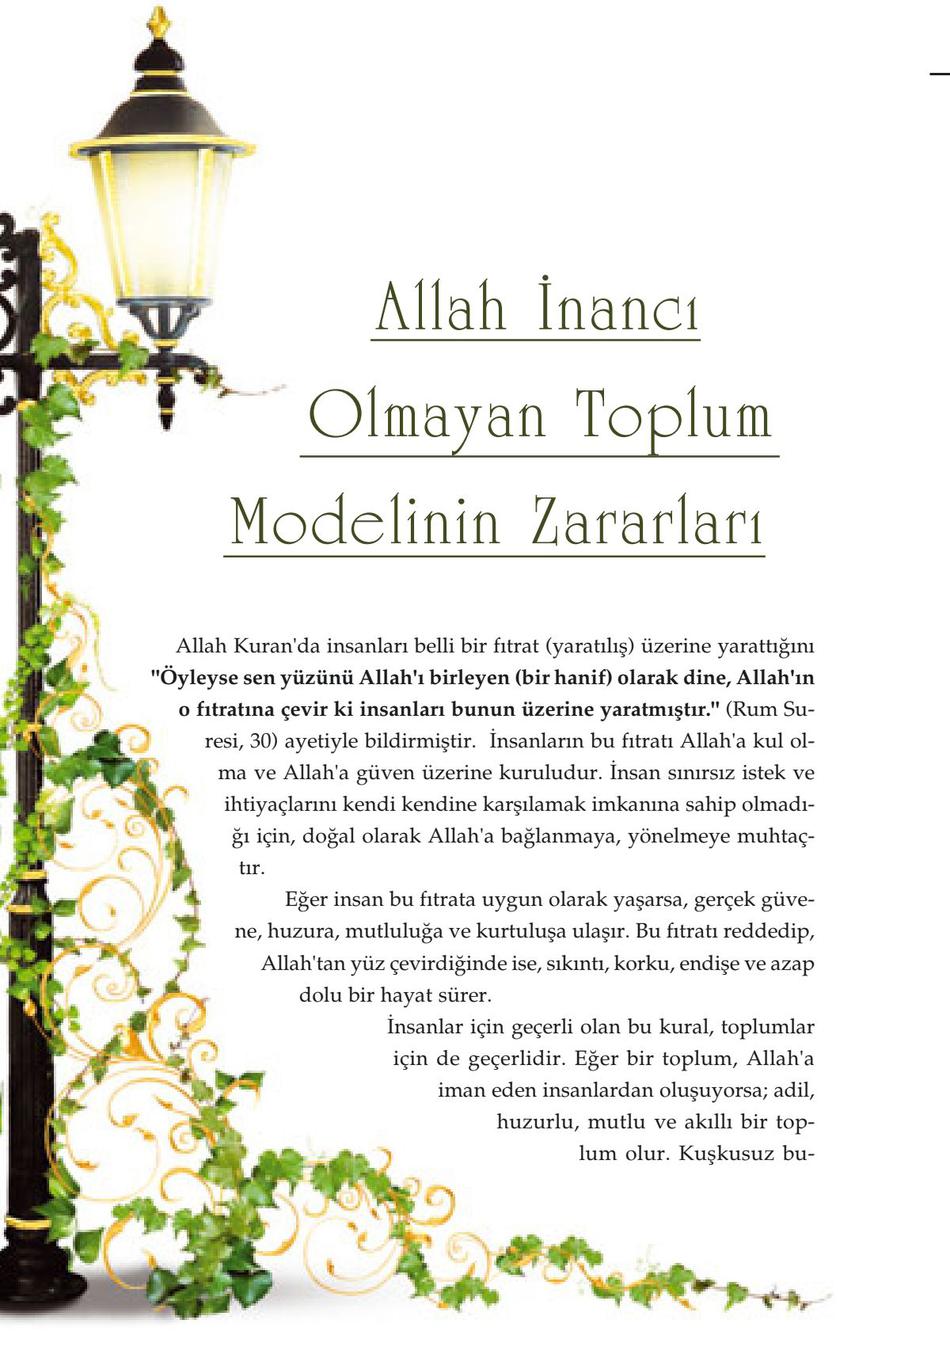 Allah İnancı
Olmayan Toplum
Modelinin Zararları
Allah Kuran'da insanları belli bir fıtrat (yaratılış) üzerine yarattığını
"Öyleyse sen yüzünü Allah'ı birleyen (bir hanif) olarak dine, Allah'ın
o fıtratına çevir ki insanları bunun üzerine yaratmıştır." (Rum Su-
resi, 30) ayetiyle bildirmiştir. İnsanların bu fıtratı Allah'a kul ol-
ma ve Allah'a güven üzerine kuruludur. İnsan sınırsız istek ve
ihtiyaçlarını kendi kendine karşılamak imkanına sahip olmadı-
ğı için, doğal olarak Allah'a bağlanmaya, yönelmeye muhtaç-
tır.
Eğer insan bu fıtrata uygun olarak yaşarsa, gerçek güve-
ne, huzura, mutluluğa ve kurtuluşa ulaşır. Bu fıtratı reddedip,
Allah'tan yüz çevirdiğinde ise, sıkıntı, korku, endişe ve azap
dolu bir hayat sürer.
İnsanlar için geçerli olan bu kural, toplumlar
için de geçerlidir. Eğer bir toplum, Allah'a
iman eden insanlardan oluşuyorsa; adil,
huzurlu, mutlu ve akıllı bir top-
lum olur. Kuşkusuz bu-